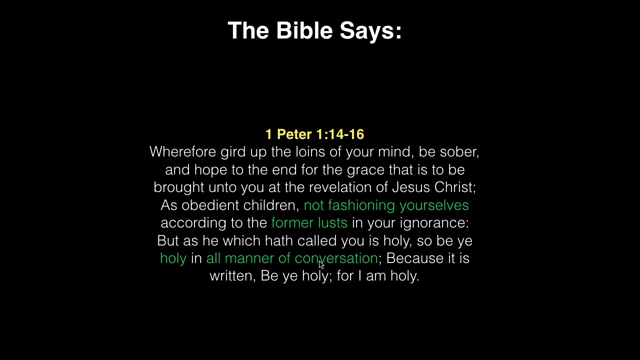 The Bible Says:
1 Peter 1:14-16
Wherefore gird up the loins of your mind, be sober,
and hope to the end for the grace that is to be
brought unto you at the revelation of Jesus Christ;
As obedient children, not fashioning yourselves
according to the former lusts in your ignorance:
But as he which hath called you is holy, so be ye
holy in all manner of conversation; Because it is
written, Be ye holy; for I am holy.